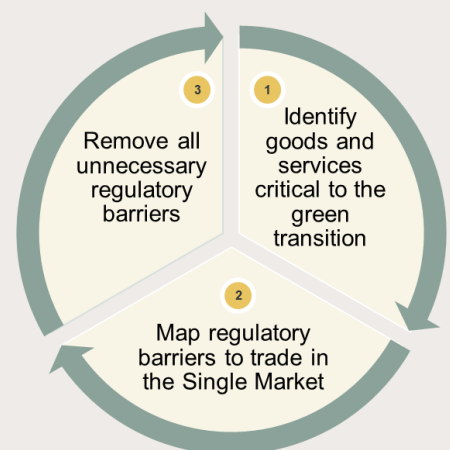 1
Identify
goods and
services
critical to the
green
transition
2
Map regulatory
barriers to trade in
the Single Market
3
Remove all
unnecessary
regulatory
barriers